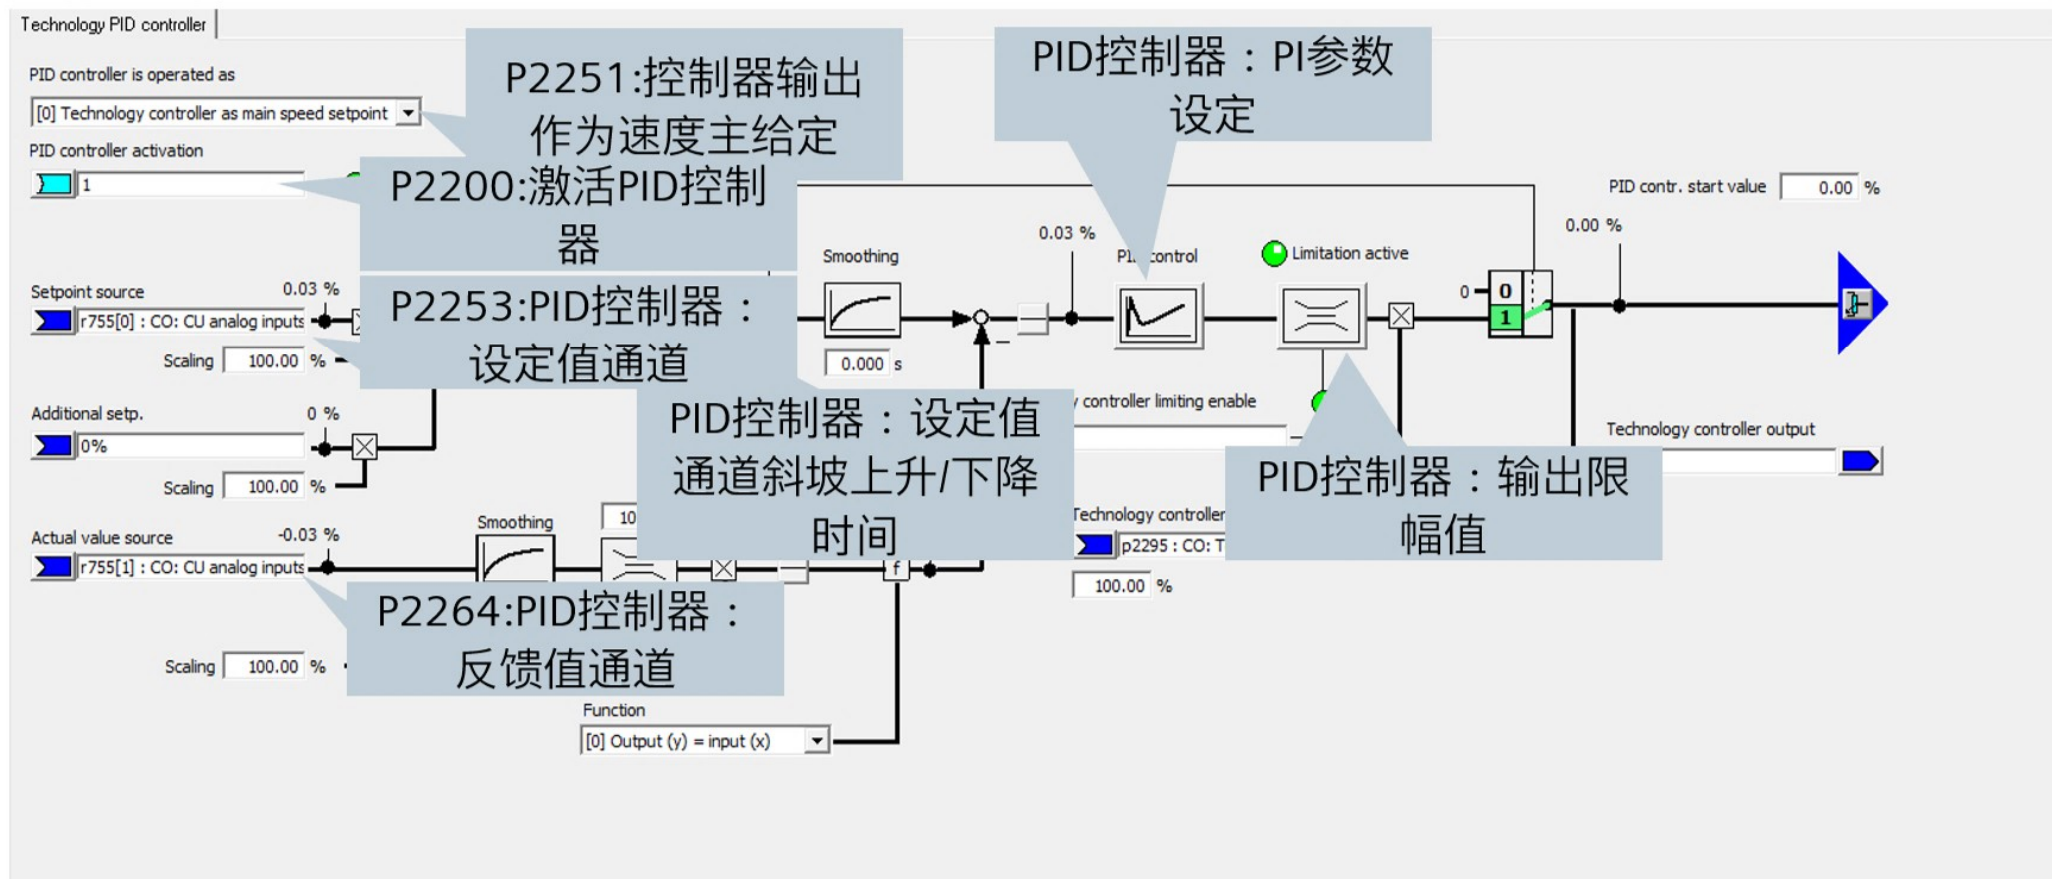 Technology PID controller
PID controller is operated as
[0] Technology controller as main speed setpoint
PID controller activation
1
P2251:控制器输出
作为速度主给定
P2200:激活PID控制
器
PID控制器：PI参数
设定
PID contr. start value 0.00 %
0.00 %
0.03 %
Smoothing
control
Limitation active
Setpoint source 0.03 %
r755[0] : CO: CU analog inputs
Scaling 100.00 %
P2253:PID控制器：
设定值通道
0
0
1
0.000 s
Additional setp. 0 %
0%
Scaling 100.00 %
PID控制器：设定值
通道斜坡上升/下降
时间
controller limiting enable
Technology controller output
PID控制器：输出限
幅值
Actual value source -0.03 %
r755[1] : CO: CU analog inputs
Smoothing
10
f
Technology controller
p2295 : CO: T
100.00 %
P2264:PID控制器：
反馈值通道
Scaling 100.00 %
Function
[0] Output (y) = input (x)